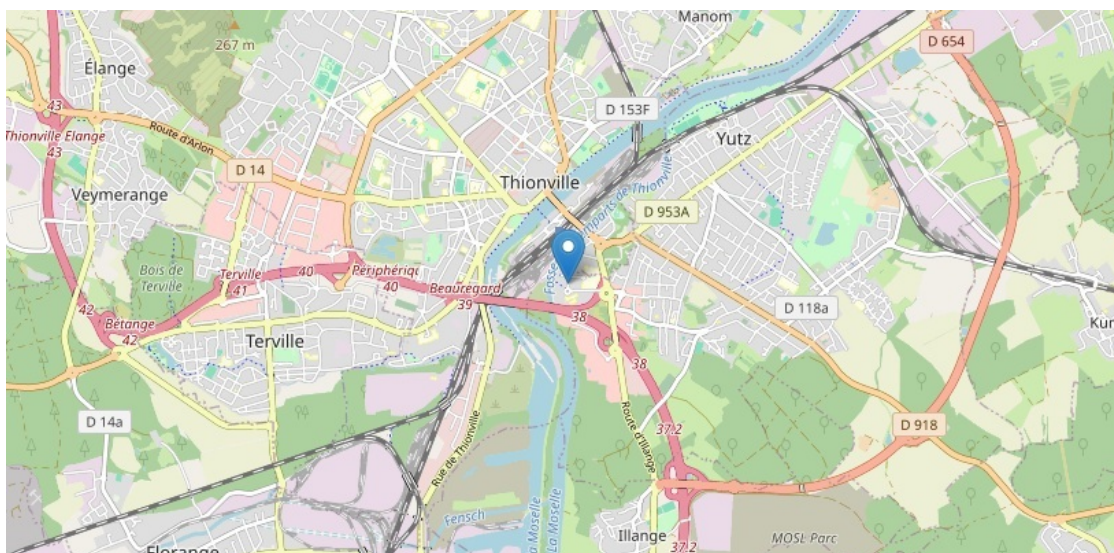 Manom
D 654
267 m
Élange
43
Thionville Elange
43
Route d'Arlon
D 153F
Yutz
D 14
Thionville
Veymerange
D 953A
Bois de
Terville
Terville
41
40
Périphériq
40
Beauregard
39
42
Bétange
42
38
D 118a
Terville
Kun
38
D 14a
Rue de Thionville
Route d'Illange
37.2
D 918
Fensch
La Moselle
Illange
MOSL Parc
Florange
37.2